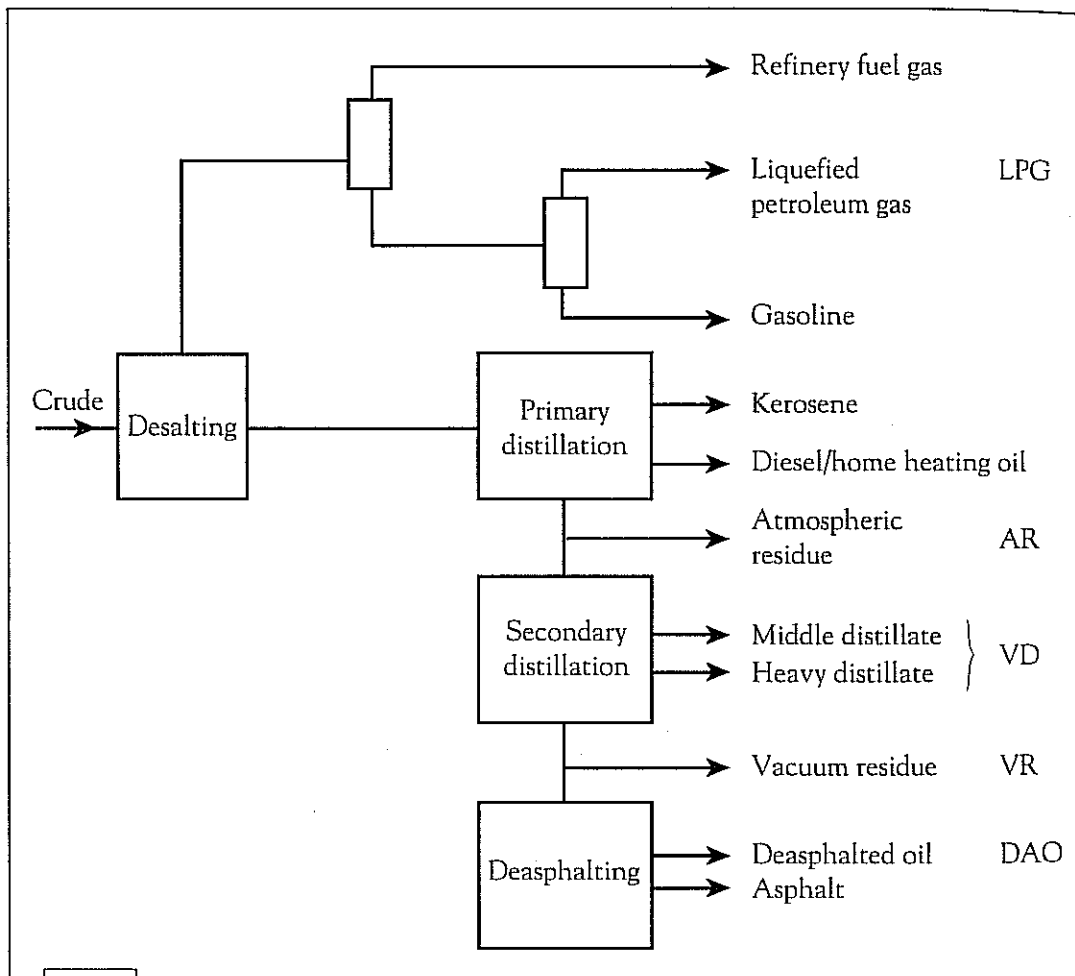 Refinery fuel gas
Liquefied LPG
petroleum gas
Gasoline
Crude
Desalting
Primary
distillation
Kerosene
Diesel/home heating oil
Atmospheric
residue AR
Secondary
distillation
Middle distillate
Heavy distillate
VD
Vacuum residue VR
Deasphalting
Deasphalted oil DAO
Asphalt